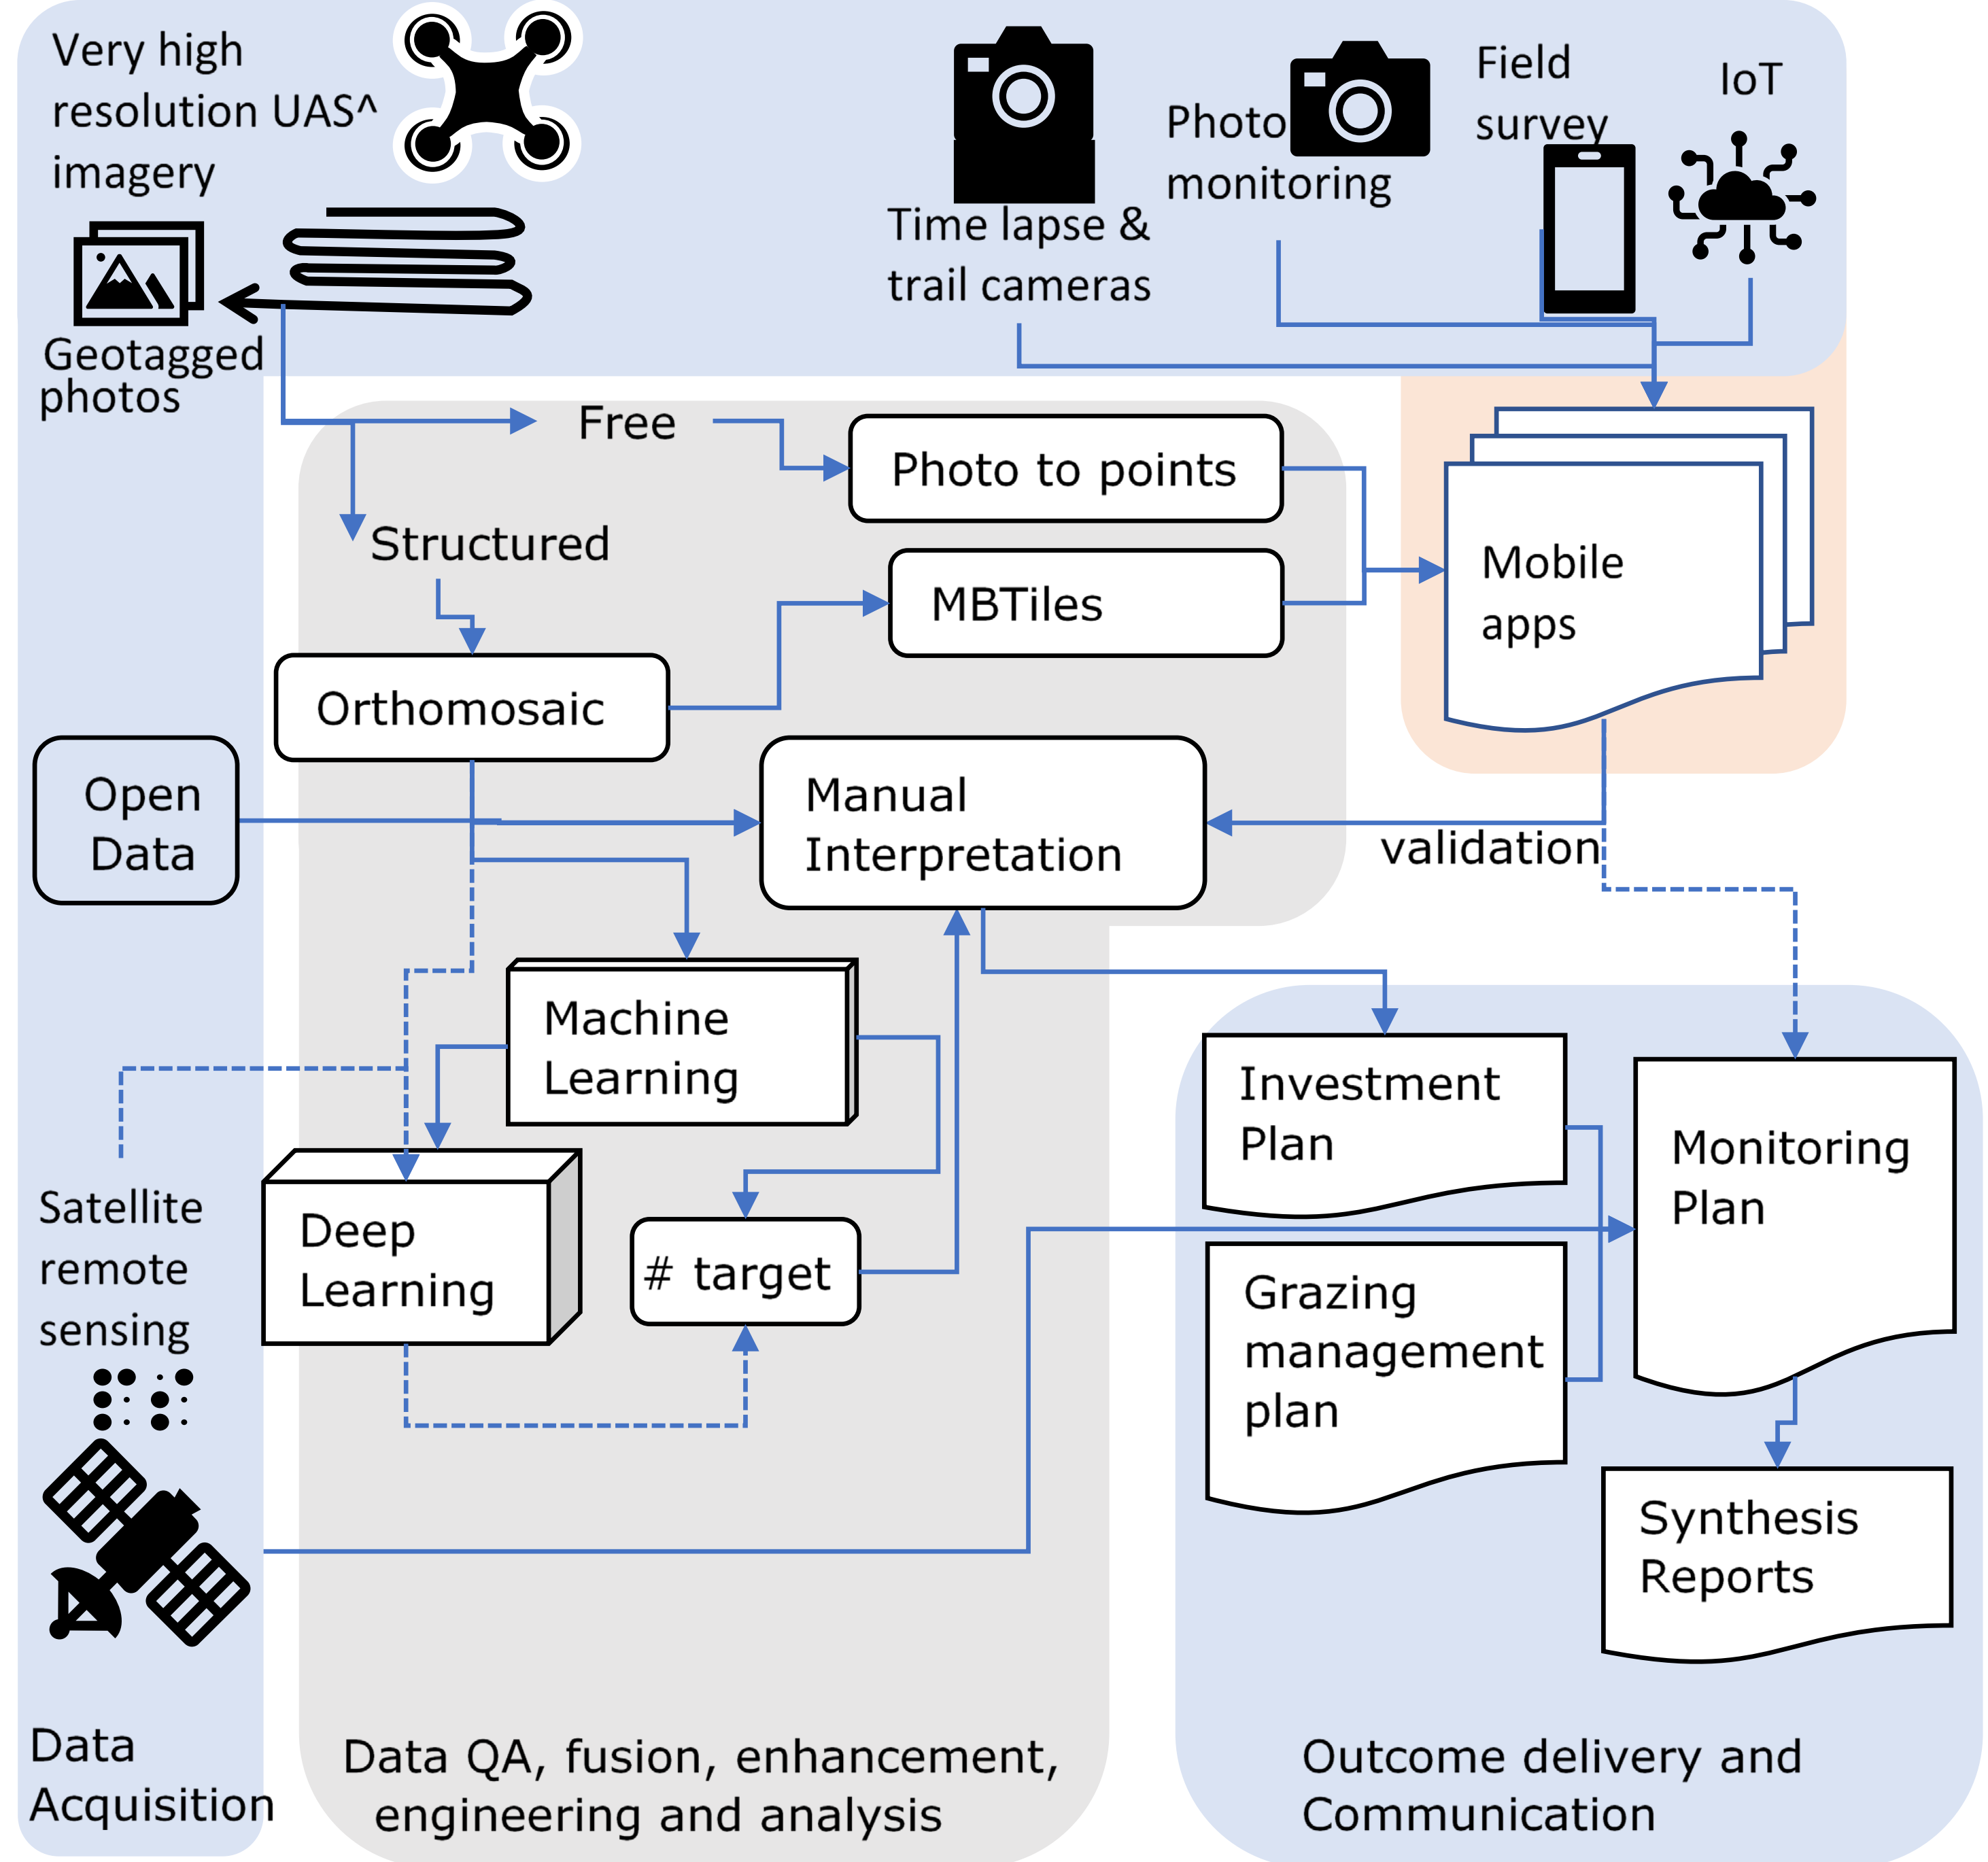 Very high
resolution UAS^
imagery
Geotagged
photos
Time lapse &
trail cameras
Photo
monitoring
Field
survey
IoT
Free
Photo to points
Structured
MBTiles
Mobile
apps
Orthomosaic
Open
Data
Manual
Interpretation
validation
Machine
Learning
Investment
Plan
Monitoring
Plan
Satellite
remote
sensing
Deep
Learning
# target
Grazing
management
plan
Synthesis
Reports
Data
Acquisition
Data QA, fusion, enhancement,
engineering and analysis
Outcome delivery and
Communication